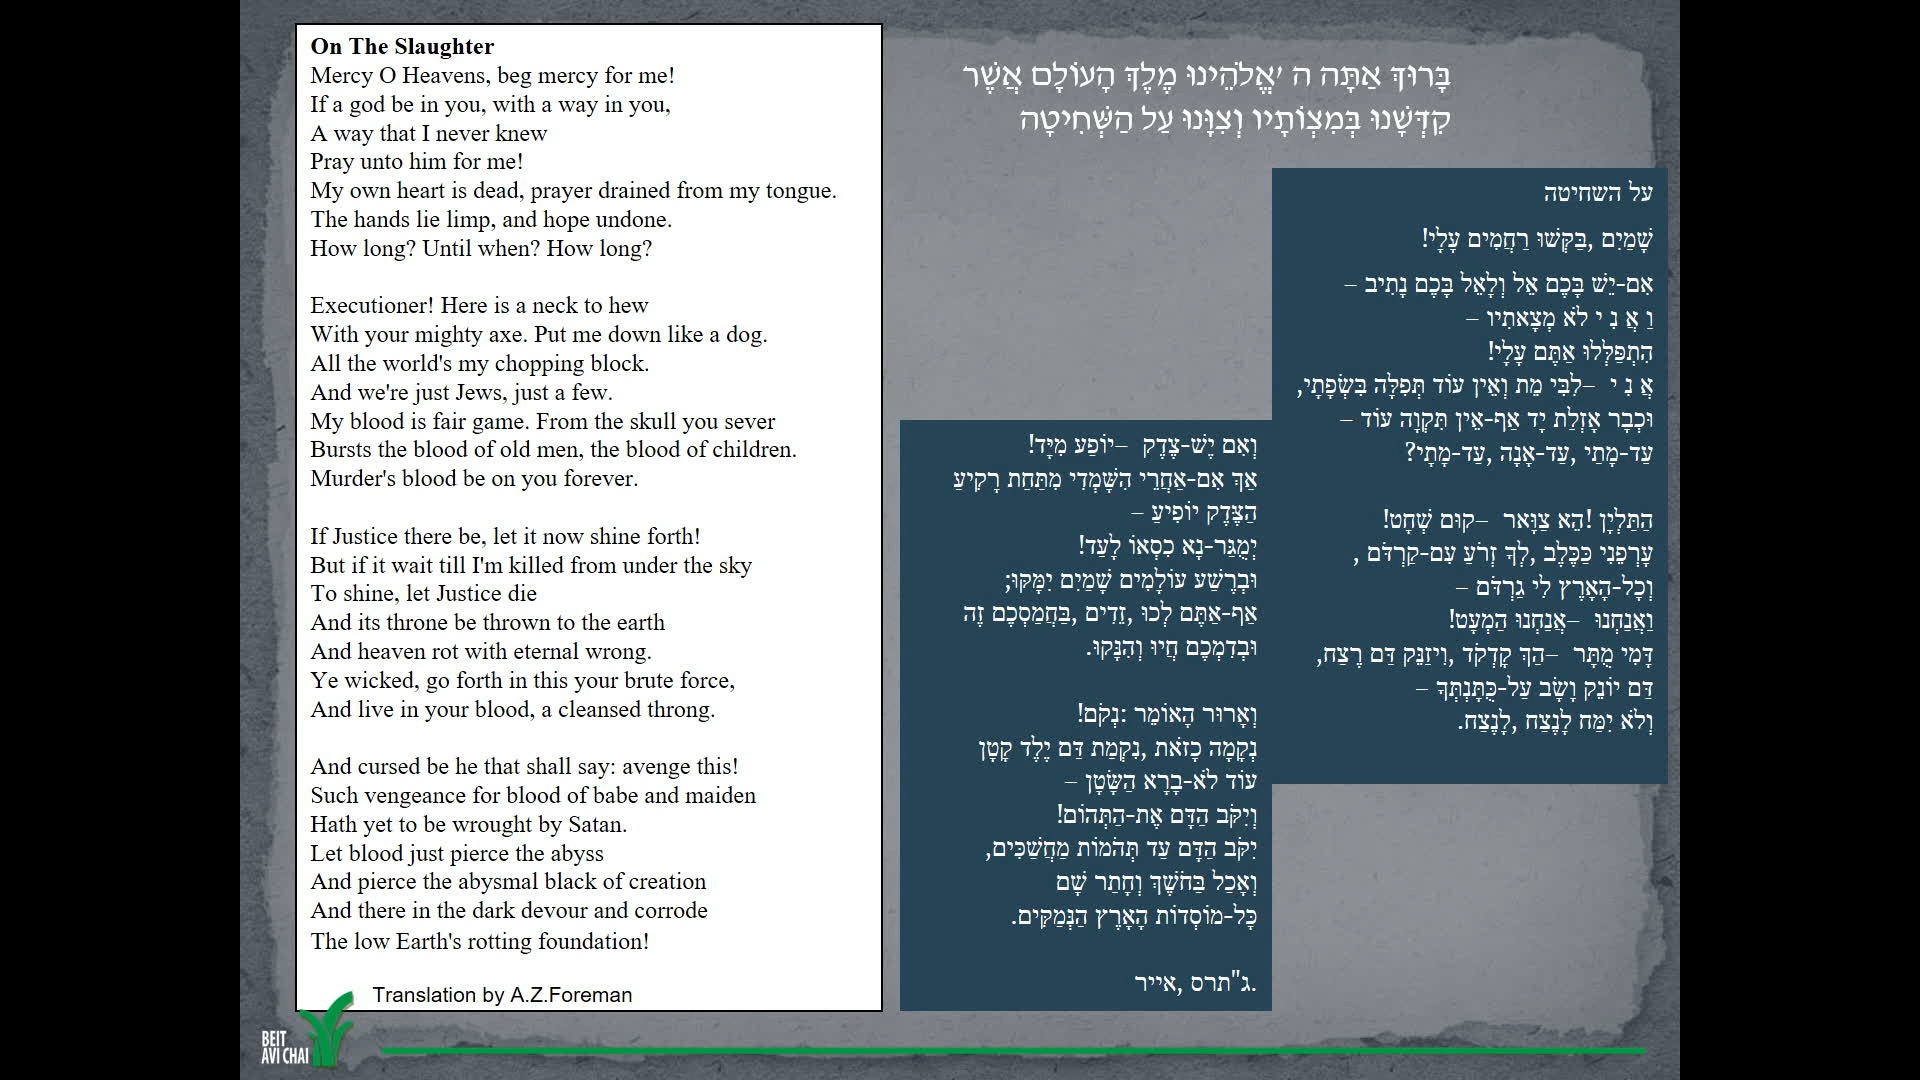 On The Slaughter
Mercy O Heavens, beg mercy for me!
If a god be in you, with a way in you,
A way that I never knew
Pray unto him for me!
My own heart is dead, prayer drained from my tongue.
The hands lie limp, and hope undone.
How long? Until when? How long?
Executioner! Here is a neck to hew
With your mighty axe. Put me down like a dog.
All the world's my chopping block.
And we're just Jews, just a few.
My blood is fair game. From the skull you sever
Bursts the blood of old men, the blood of children.
Murder's blood be on you forever.
If Justice there be, let it now shine forth!
But if it wait till I'm killed from under the sky
To shine, let Justice die
And its throne be thrown to the earth
And heaven rot with eternal wrong.
Ye wicked, go forth in this your brute force,
And live in your blood, a cleansed throng.
And cursed be he that shall say: avenge this!
Such vengeance for blood of babe and maiden
Hath yet to be wrought by Satan.
Let blood just pierce the abyss
And pierce the abysmal black of creation
And there in the dark devour and corrode
The low Earth's rotting foundation!
Translation by A.Z.Foreman
בָּרוּךְ אַתָּה ה 'אֱלֹהֵינוּ מֶלֶךְ הָעוֹלָם אֲשֶׁר
קִדְּשָׁנוּ בְּמִצְוֹתָיו וְצִוָּנוּ עַל הַשְּׁחִיטָה
על השחיטה
שָׁמַיִם ,בַּקְּשׁוּ רַחֲמִים עָלָי!
אִם-יֵשׁ בָּכֶם אֵל וְלָאֵל בָּכֶם נָתִיב –
וַ אֲ נִ י לֹא מְצָאתִיו –
הִתְפַּלְּלוּ אַתֶּם עָלָי!
אֲ נִ י –לִבִּי מֵת וְאֵין עוֹד תְּפִלָּה בִּשְׂפָתָי,
וּכְבָר אָזְלַת יָד אַף-אֵין תִּקְוָה עוֹד –
עַד-מָתַי ,עַד-אָנָה ,עַד-מָתָי?
הַתַּלְיָן !הֵא צַוָּאר –קוּם שְׁחָט!
עָרְפֵנִי כַּכֶּלֶב ,לְךָ זְרֹעַ עִם-קַרְדֹּם ,
וְכָל-הָאָרֶץ לִי גַרְדֹּם –
וַאֲנַחְנוּ –אֲנַחְנוּ הַמְעָט!
דָּמִי מֻתָּר –הַךְ קָדְקֹד ,וִיזַנֵּק דַּם רֶצַח,
דַּם יוֹנֵק וָשָׂב עַל-כֻּתָּנְתְּךָ –
וְלֹא יִמַּח לָנֶצַח ,לָנֶצַח.
וְאִם יֶשׁ-צֶדֶק –יוֹפַע מִיָּד!
אַךְ אִם-אַחֲרֵי הִשָּׁמְדִי מִתַּחַת רָקִיעַ
הַצֶּדֶק יוֹפִיעַ –
יְמֻגַּר-נָא כִסְאוֹ לָעַד!
וּבְרֶשַׁע עוֹלָמִים שָׁמַיִם יִמָּקּוּ;
אַף-אַתֶּם לְכוּ ,זֵדִים ,בַּחֲמַסְכֶם זֶה
וּבְדִמְכֶם חֲיוּ וְהִנָּקוּ.
וְאָרוּר הָאוֹמֵר :נְקֹם!
נְקָמָה כָזֹאת ,נִקְמַת דַּם יֶלֶד קָטָן
עוֹד לֹא-בָרָא הַשָּׂטָן –
וְיִקֹּב הַדָּם אֶת-הַתְּהוֹם!
יִקֹּב הַדָּם עַד תְּהֹמוֹת מַחֲשַׁכִּים,
וְאָכַל בַּחֹשֶׁךְ וְחָתַר שָׁם
כָּל-מוֹסְדוֹת הָאָרֶץ הַנְּמַקִּים.
.ג"תרס ,אייר
BEIT
AVI CHAI